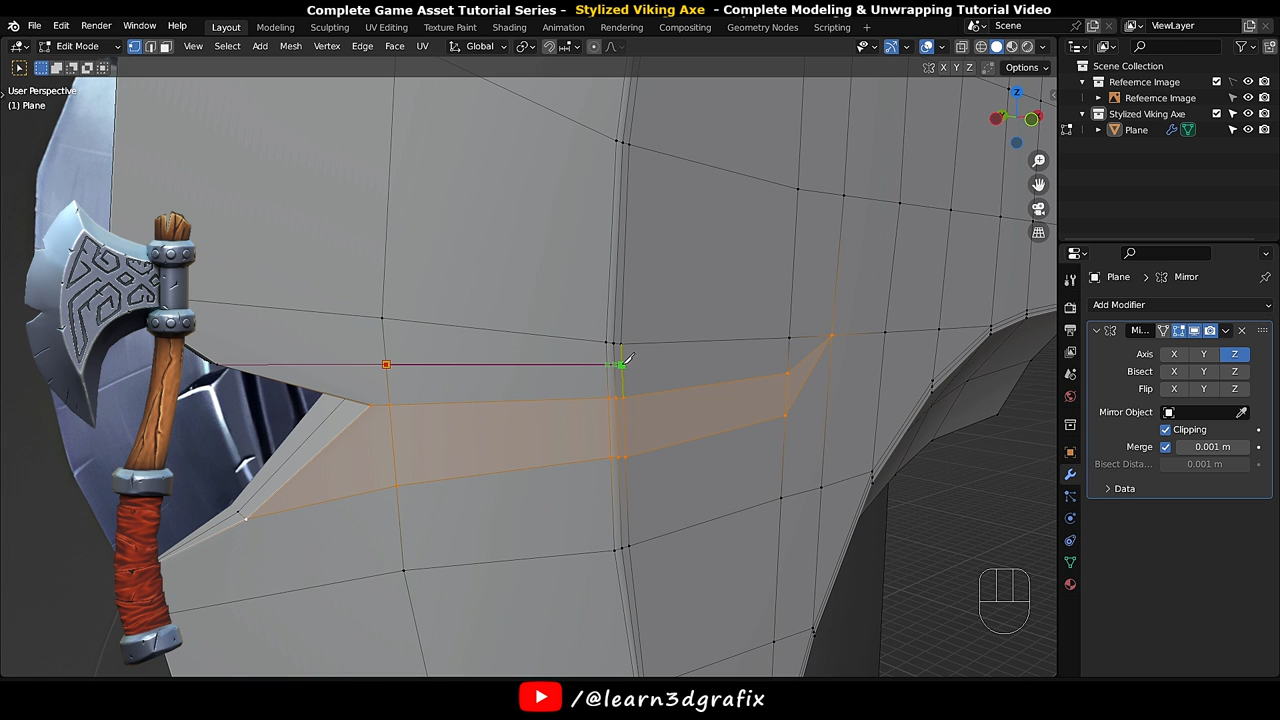 Complete Game Asset Tutorial Series - Stylized Viking Axe - Complete Modeling & Unwrapping Tutorial Video
File Edit Render Window Help Layout Modeling Sculpting UV Editing Texture Paint Shading Animation Rendering Compositing Geometry Nodes Scripting Scene ViewLayer
Edit Mode View Select Add Mesh Vertex Edge Face UV Global
X Y Z Options
User Perspective
(1) Plane
Z
Scene Collection
Refeernce Image
Refeernce Image
Stylized Viking Axe
Plane
Plane Mirror
Add Modifier
Mi...
Axis X Y Z
Bisect X Y Z
Flip X Y Z
Mirror Object
Clipping
Merge 0.001 m
Bisect Dista... 0.001 m
Data
/@learn3dgrafix